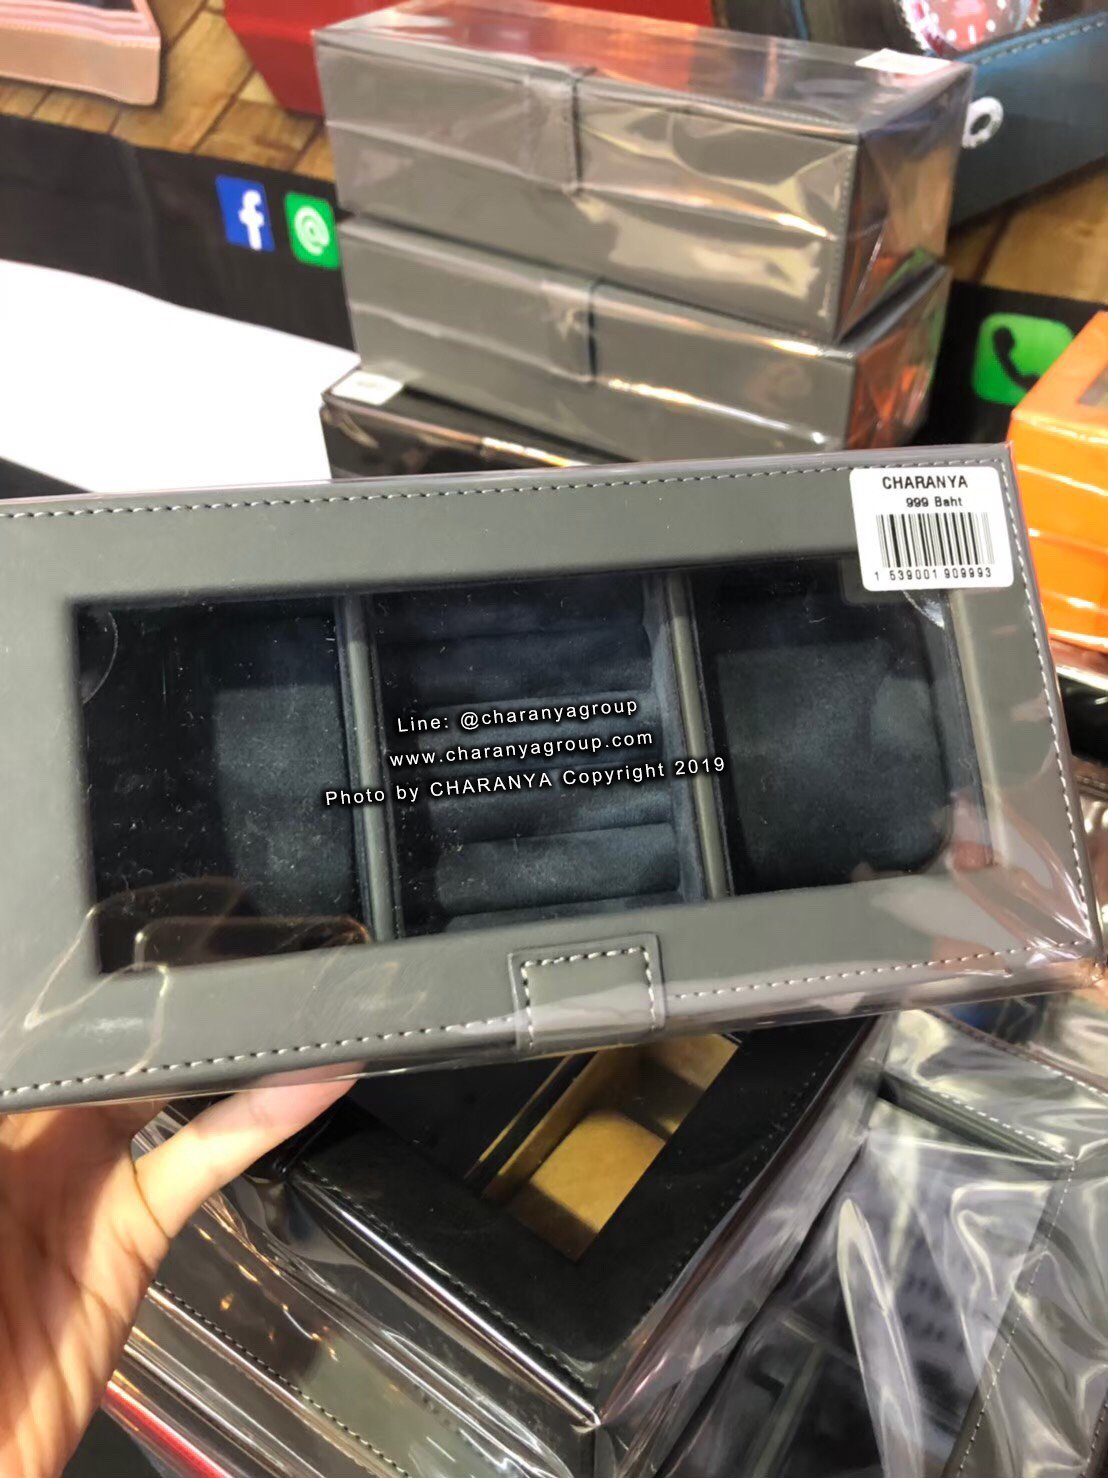 CHARANYA
999 Baht
1 539001 909993
Line: @charanyagroup
www.charanyagroup.com
Photo by CHARANYA Copyright 2019